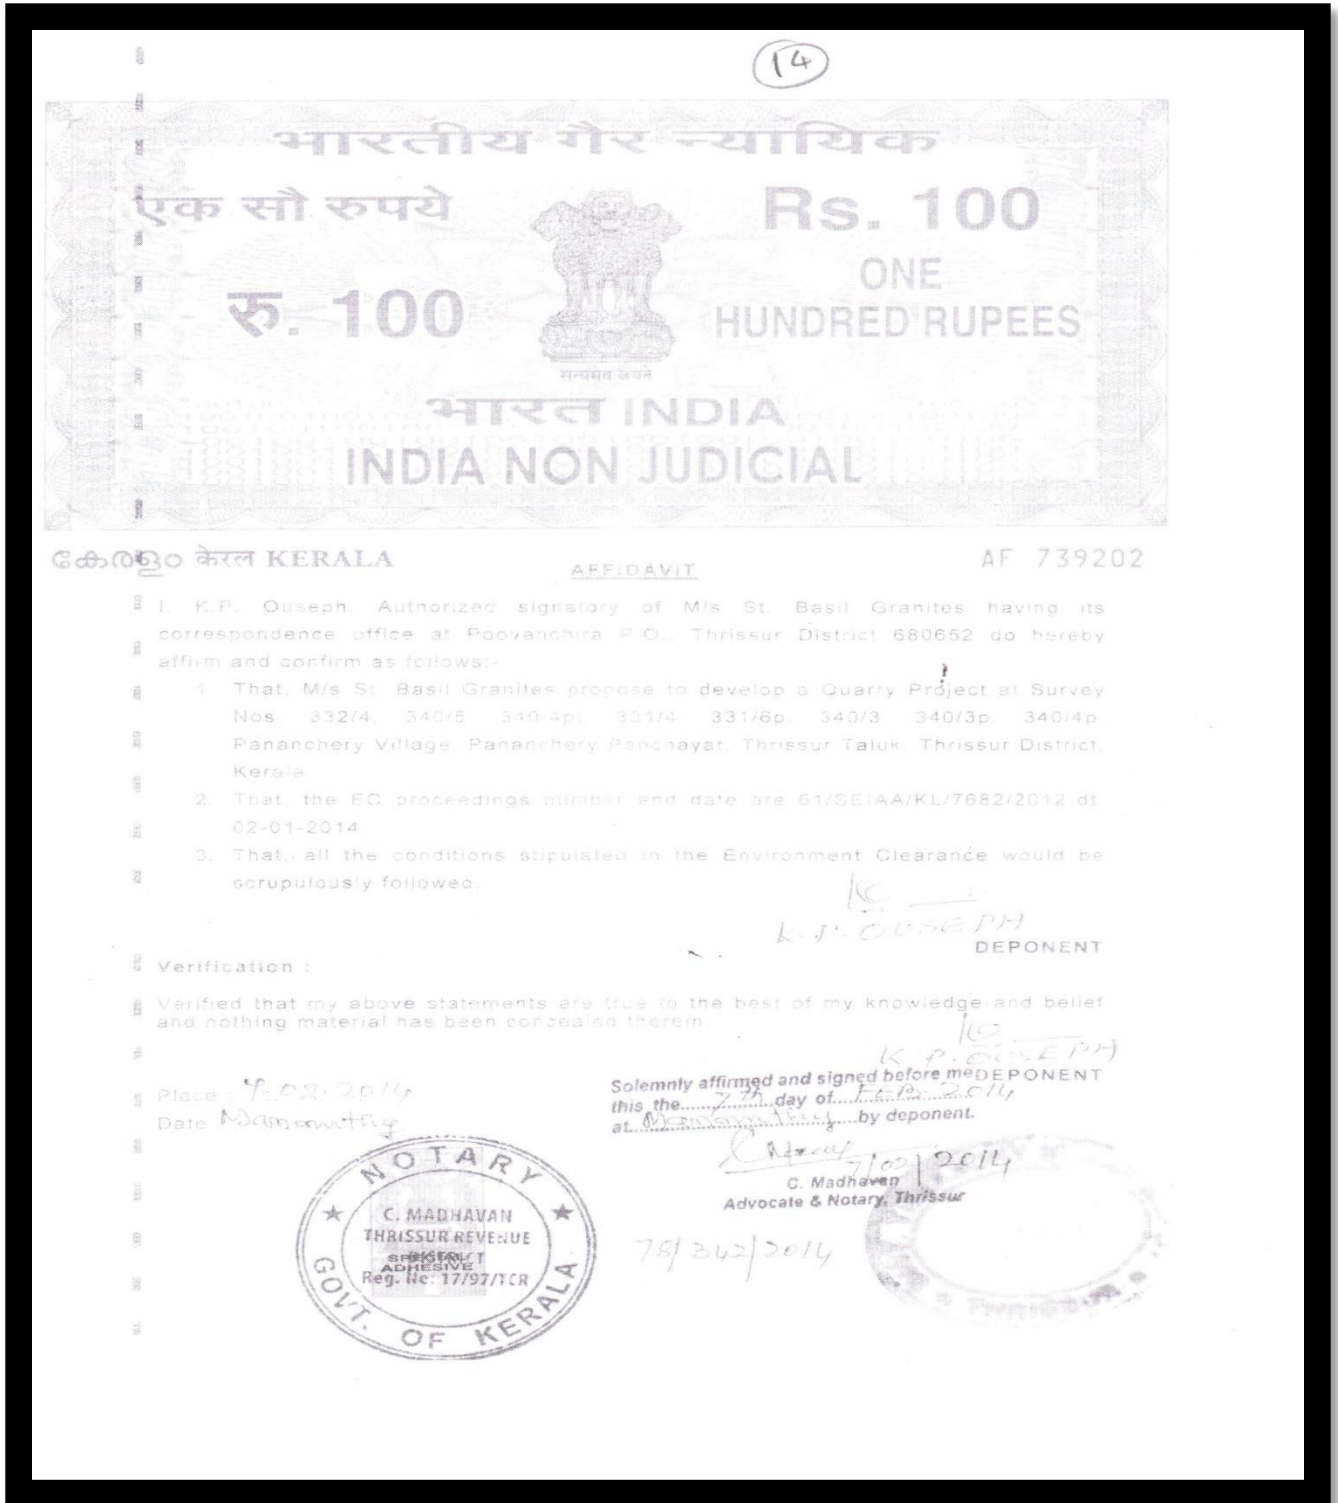 14
भारतीय गैर न्यायिक
एक सौ रुपये
Rs. 100
रु. 100
ONE
HUNDRED RUPEES
सत्यमेव जयते
भारत INDIA
INDIA NON JUDICIAL
കേരളം केरल KERALA
AF 739202
AFFIDAVIT
I, K.P. Ouseph, Authorized signatory of M/s St. Basil Granites having its
correspondence office at Poovanchira P.O., Thrissur District 680652 do hereby
affirm and confirm as follows:-
1. That, M/s St. Basil Granites propose to develop a Quarry Project at Survey
Nos. 332/4, 340/5 340/4pt, 331/4 331/6p, 340/3 340/3p, 340/4p
Pananchery Village, Pananchery Panchayat, Thrissur Taluk, Thrissur District,
Kerala.
2. That, the EC proceedings number and date are 61/SEIAA/KL/7682/2012 dt.
02-01-2014
3. That, all the conditions stipulated in the Environment Clearance would be
scrupulously followed.
K.P. OUSEPH
DEPONENT
Verification :
Verified that my above statements are true to the best of my knowledge and belief
and nothing material has been concealed therein.
K.P. OUSEPH
DEPONENT
Place : 7.02.2014
Date
Solemnly affirmed and signed before me
this the 7th day of FEB 2014
at by deponent.
7/02/2014
C. Madhavan
Advocate & Notary, Thrissur
78/342/2014
NOTARY
C. MADHAVAN
THRISSUR REVENUE
DISTRICT
SPECIAL
ADHESIVE
Reg. No: 17/97/TCR
GOVT. OF KERALA